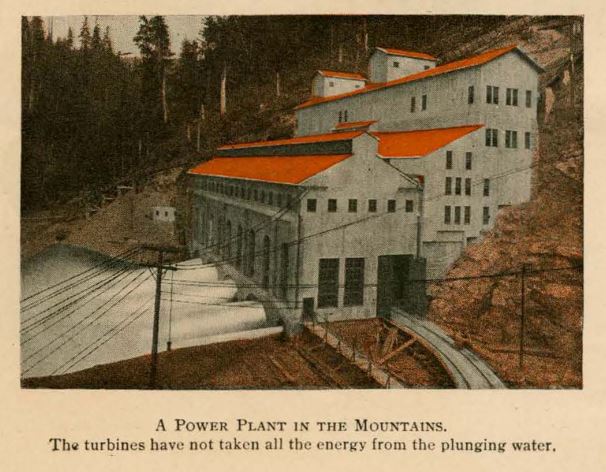 A Power Plant in the Mountains.
The turbines have not taken all the energy from the plunging water.